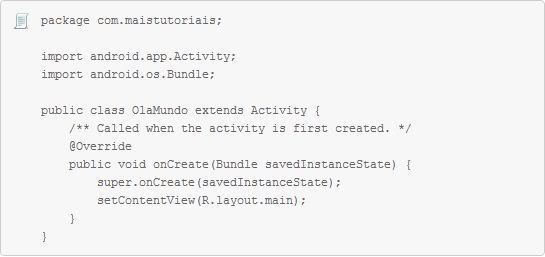 package com.maistutoriais;

import android.app.Activity;
import android.os.Bundle;

public class OlaMundo extends Activity {
    /** Called when the activity is first created. */
    @Override
    public void onCreate(Bundle savedInstanceState) {
        super.onCreate(savedInstanceState);
        setContentView(R.layout.main);
    }
}